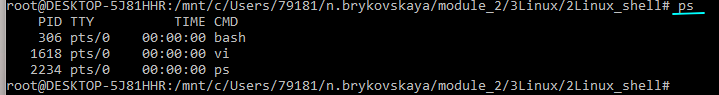 root@DESKTOP-5J81HHR:/mnt/c/Users/79181/n.brykovskaya/module_2/3Linux/2Linux_shell# ps
PID TTY TIME CMD
306 pts/0 00:00:00 bash
1618 pts/0 00:00:00 vi
2234 pts/0 00:00:00 ps
root@DESKTOP-5J81HHR:/mnt/c/Users/79181/n.brykovskaya/module_2/3Linux/2Linux_shell#